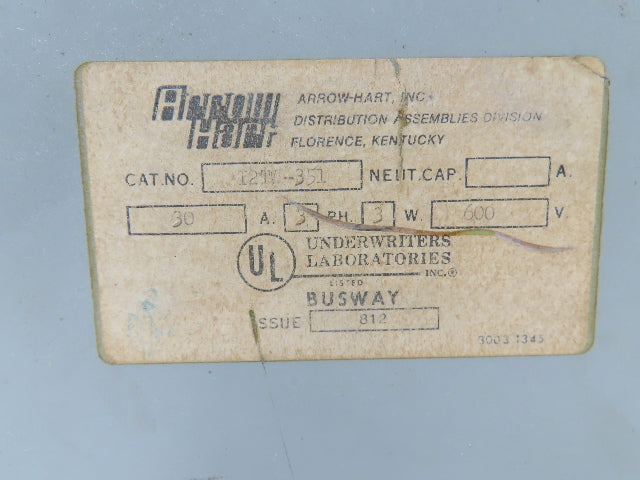 Arrow Hart
ARROW-HART, INC.
DISTRIBUTION ASSEMBLIES DIVISION
FLORENCE, KENTUCKY
CAT.NO. NEUT.CAP. A.
30 A. 3 PH. 3 W. 600 V
UL UNDERWRITERS
LABORATORIES
INC.®
LISTED
BUSWAY
ISSUE 812
3003 1345